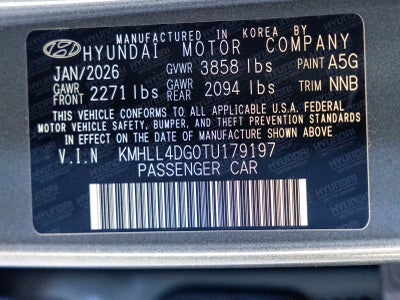 MANUFACTURED IN KOREA BY
HYUNDAI MOTOR COMPANY
JAN/2026 GVWR 3858 lbs PAINT A5G
GAWR FRONT 2271 lbs GAWR REAR 2094 lbs TRIM NNB
THIS VEHICLE CONFORMS TO ALL APPLICABLE U.S.A FEDERAL
MOTOR VEHICLE SAFETY, BUMPER, AND THEFT PREVENTION STANDARDS
IN EFFECT ON THE DATE OF MANUFACTURE SHOWN ABOVE.
V.I.N KMHLL4DG0TU179197
PASSENGER CAR